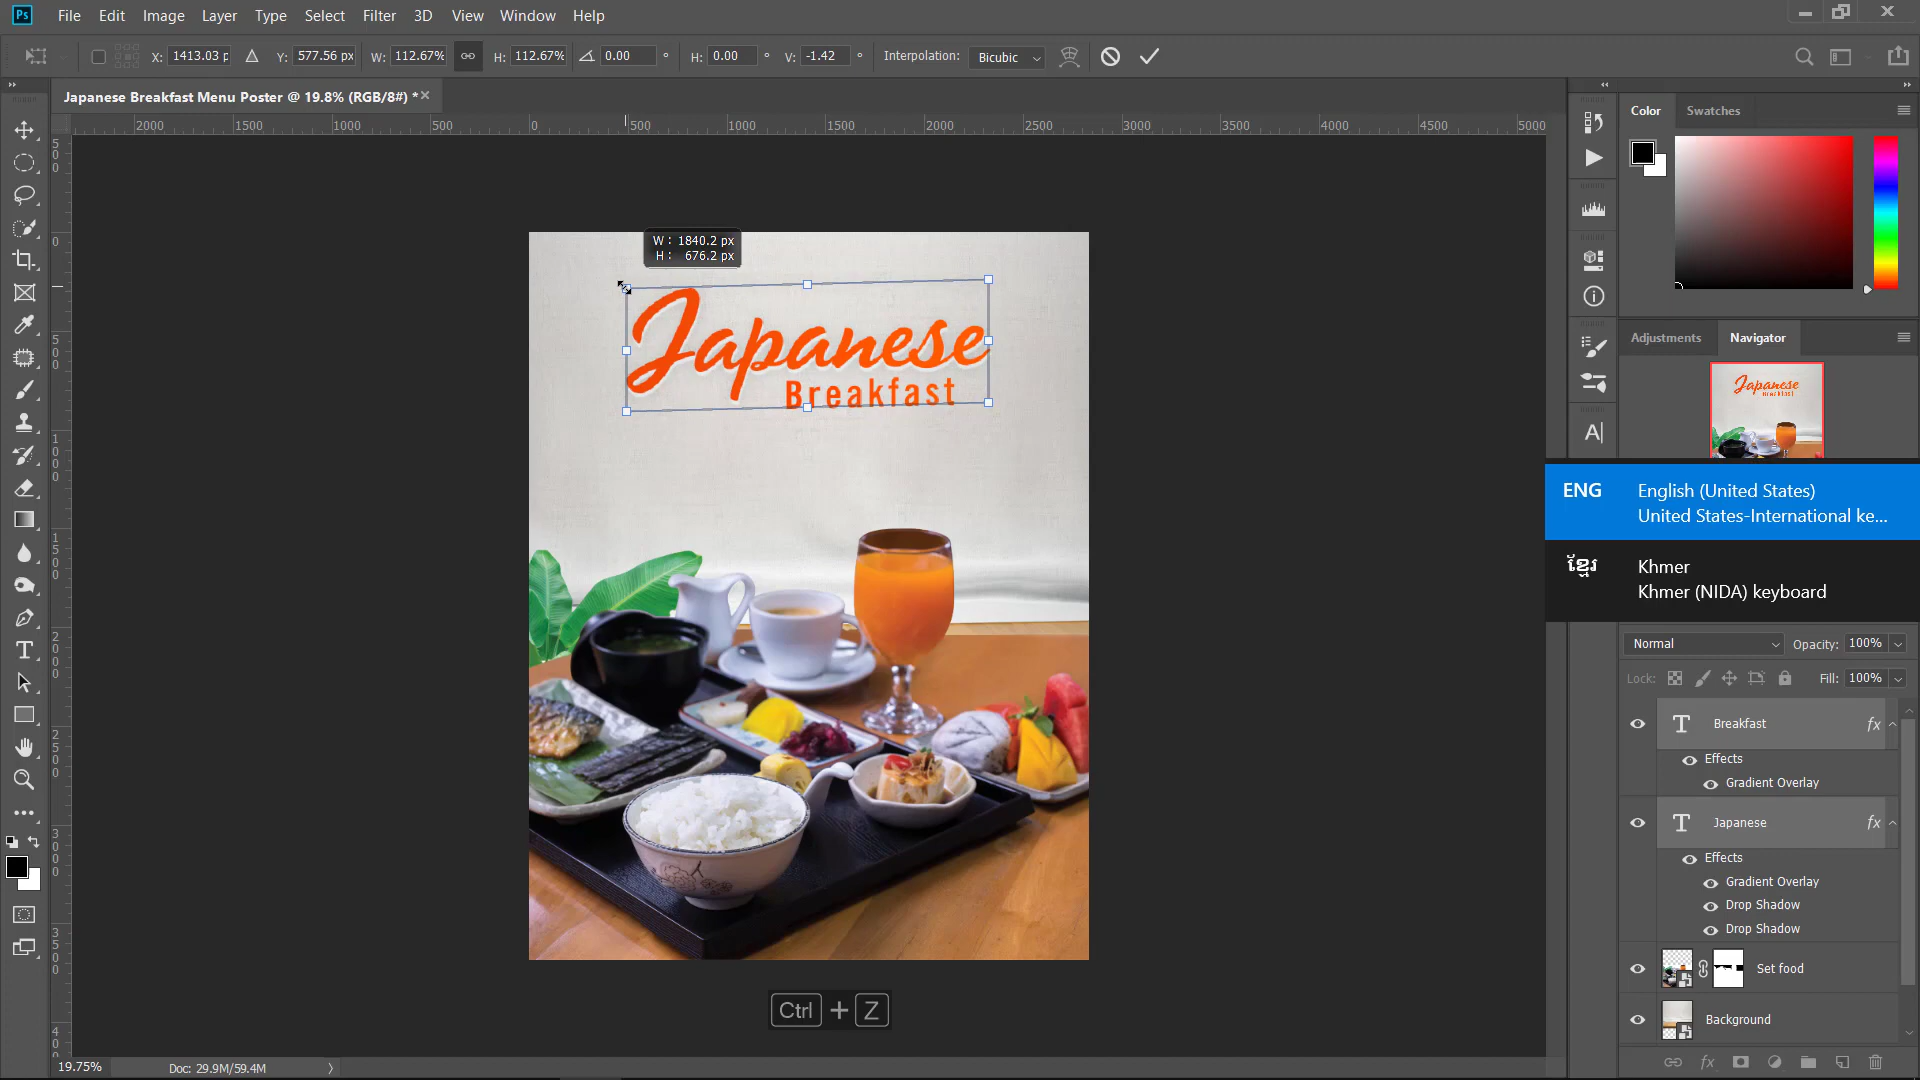 Ps File Edit Image Layer Type Select Filter 3D View Window Help
X: 1413.03 p Y: 577.56 px W: 112.67% H: 112.67% 0.00 ° H: 0.00 ° V: -1.42 ° Interpolation: Bicubic
Japanese Breakfast Menu Poster @ 19.8% (RGB/8#) *
2000 1500 1000 500 0 500 1000 1500 2000 2500 3000 3500 4000 4500 5000
W : 1840.2 px
H : 676.2 px
Japanese
Breakfast
Color Swatches
Adjustments Navigator
Japanese
Breakfast
ENG English (United States)
United States-International ke...
ខ្មែរ Khmer
Khmer (NIDA) keyboard
Normal Opacity: 100%
Lock: Fill: 100%
T Breakfast fx
Effects
Gradient Overlay
T Japanese fx
Effects
Gradient Overlay
Drop Shadow
Drop Shadow
Set food
Background
Ctrl + Z
19.75% Doc: 29.9M/59.4M